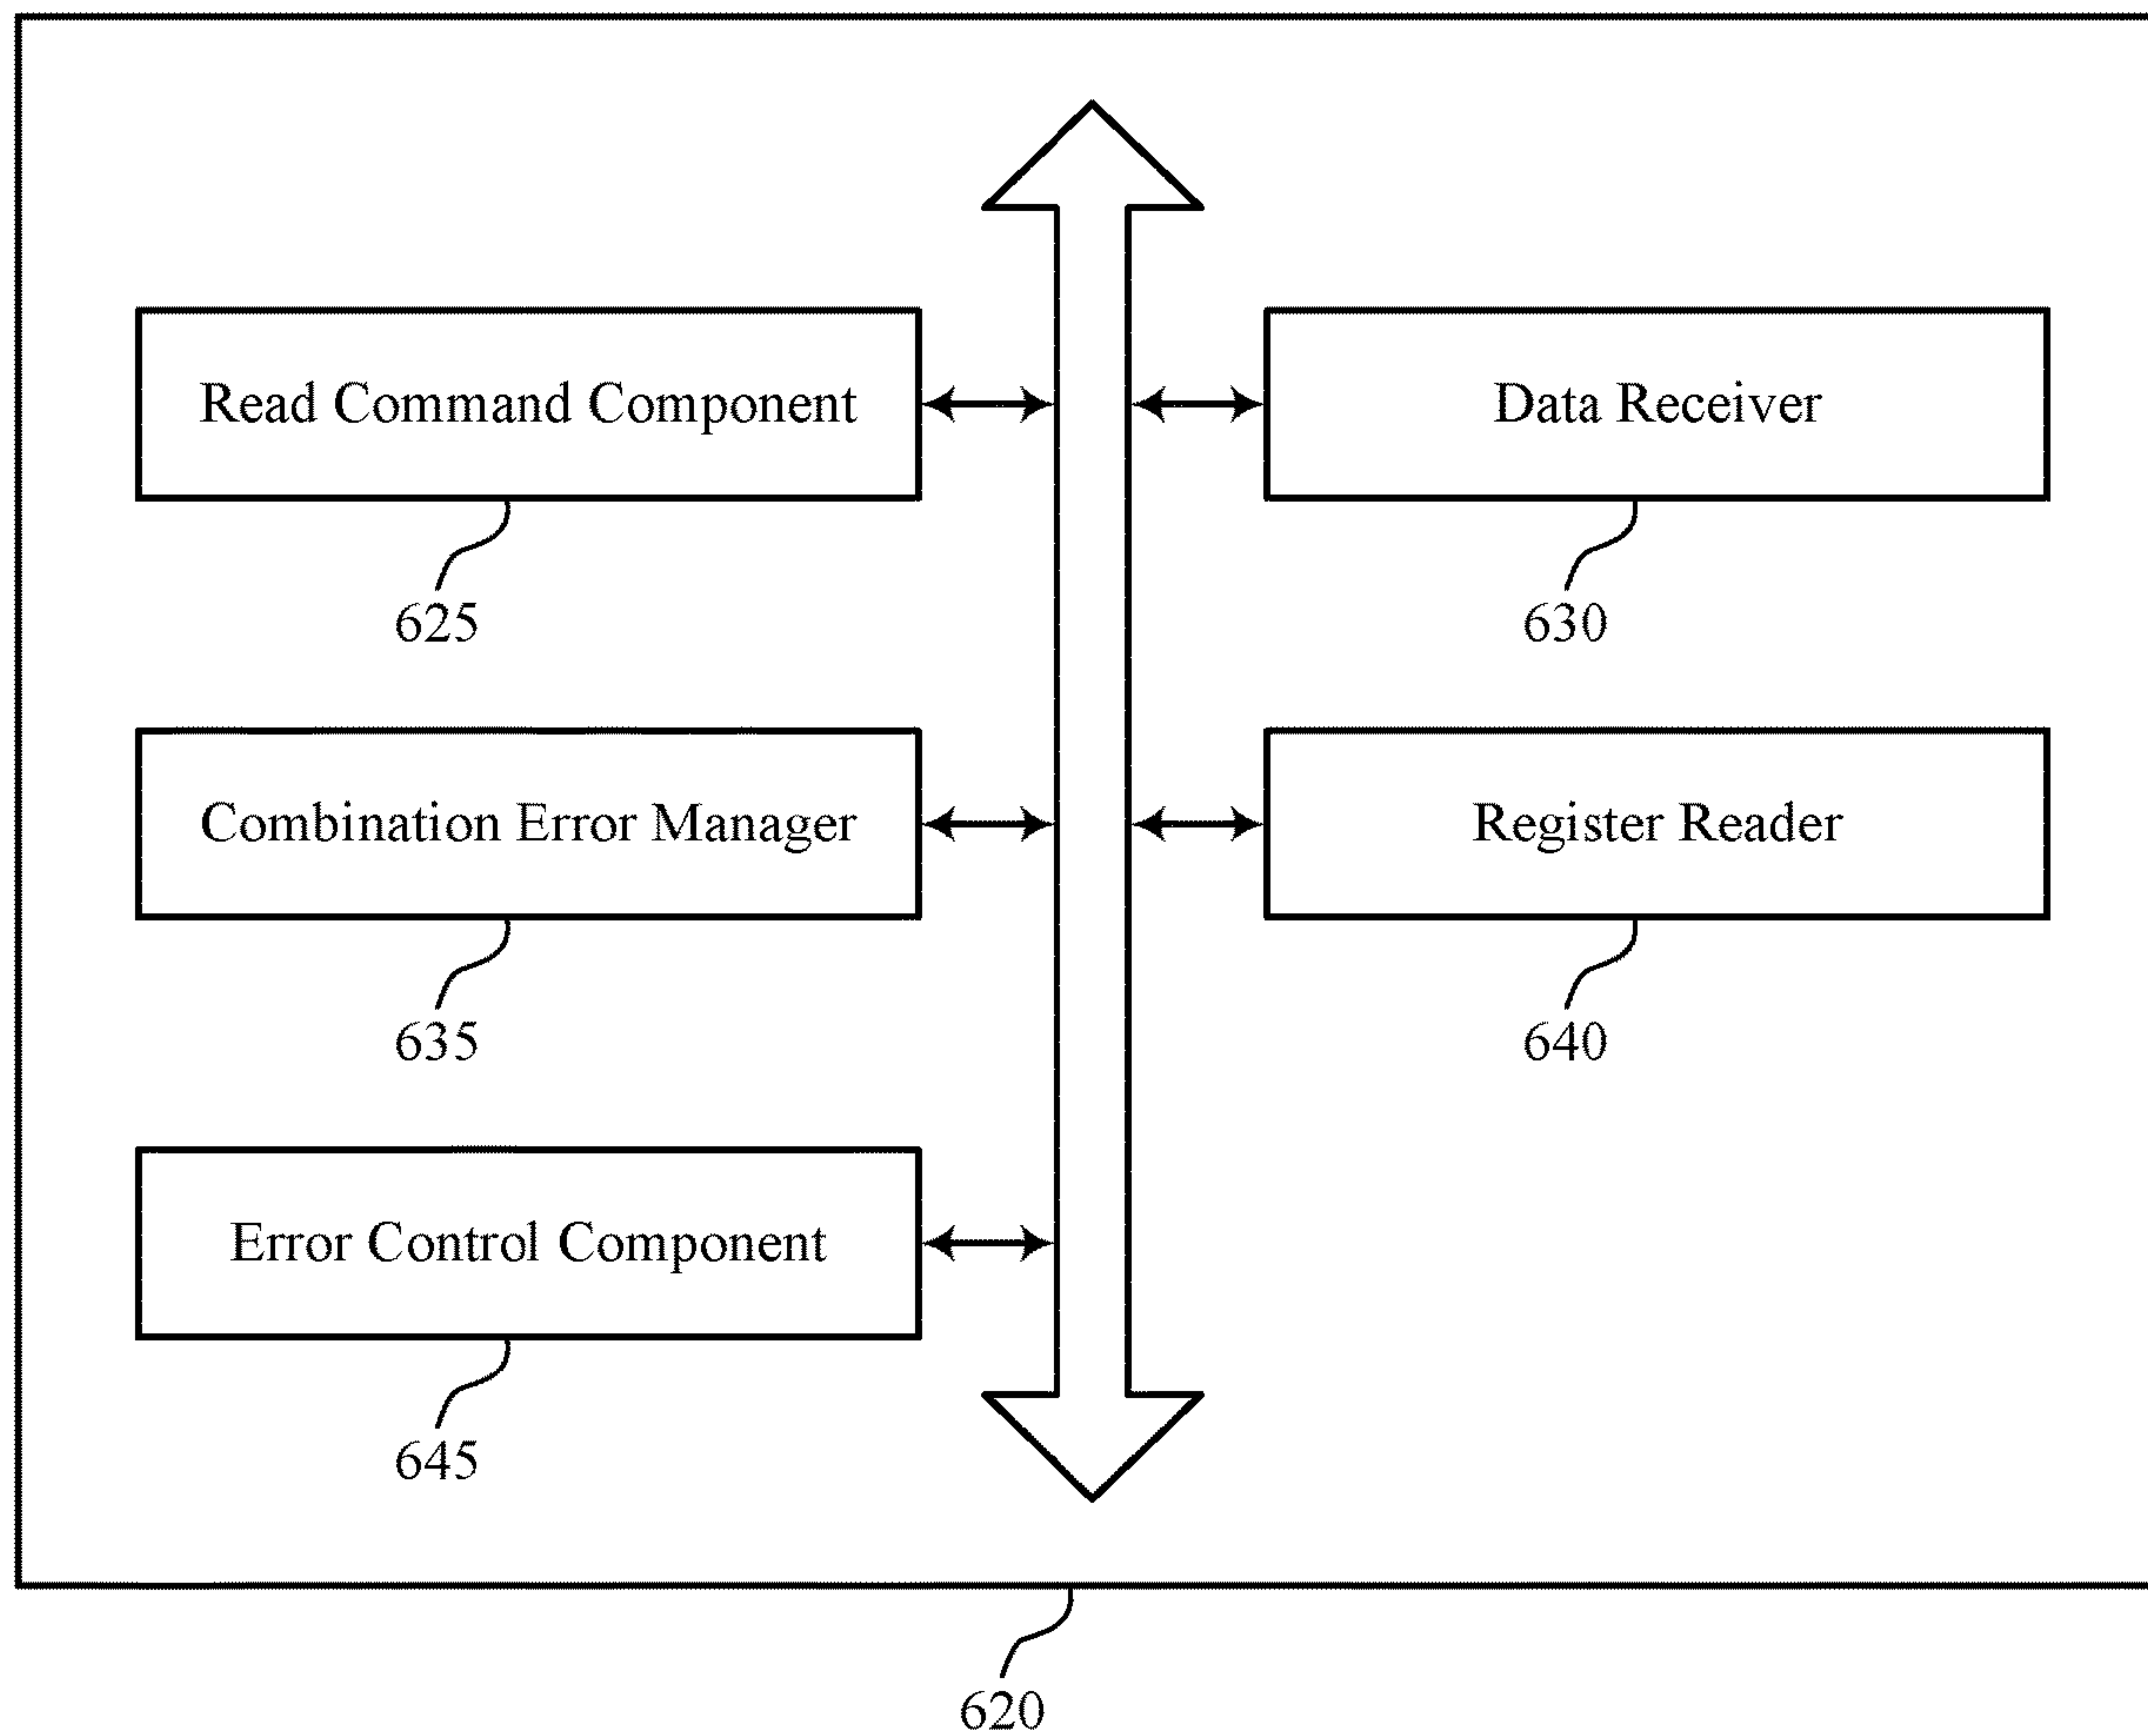 Read Command Component
Data Receiver
625
630
Combination Error Manager
Register Reader
635
640
Error Control Component
645
620